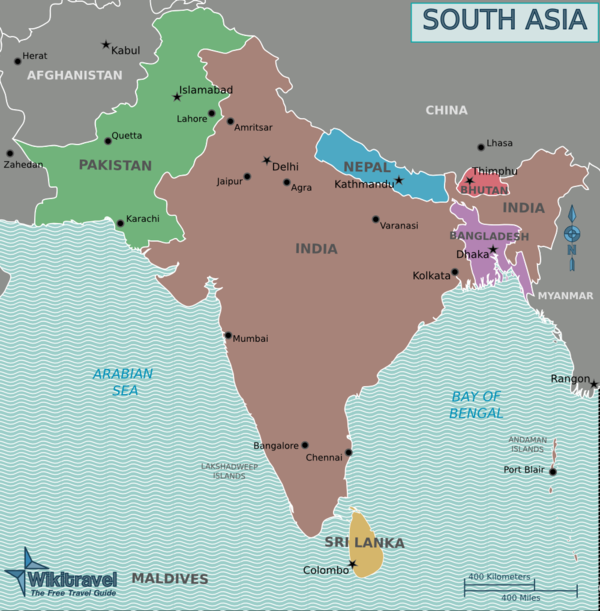 SOUTH ASIA
Kabul
Herat
AFGHANISTAN
Islamabad
CHINA
Lahore
Amritsar
Quetta
Lhasa
Zahedan
PAKISTAN
Delhi
NEPAL
Thimphu
Jaipur
Agra
Kathmandu
BHUTAN
INDIA
Karachi
Varanasi
BANGLADESH
INDIA
N
Dhaka
Kolkata
MYANMAR
Mumbai
ARABIAN
SEA
Rangon
BAY OF
BENGAL
Bangalore
Chennai
ANDAMAN
ISLANDS
LAKSHADWEEP
ISLANDS
Port Blair
SRI LANKA
Colombo
Wikitravel
The Free Travel Guide
MALDIVES
400 Kilometers
400 Miles